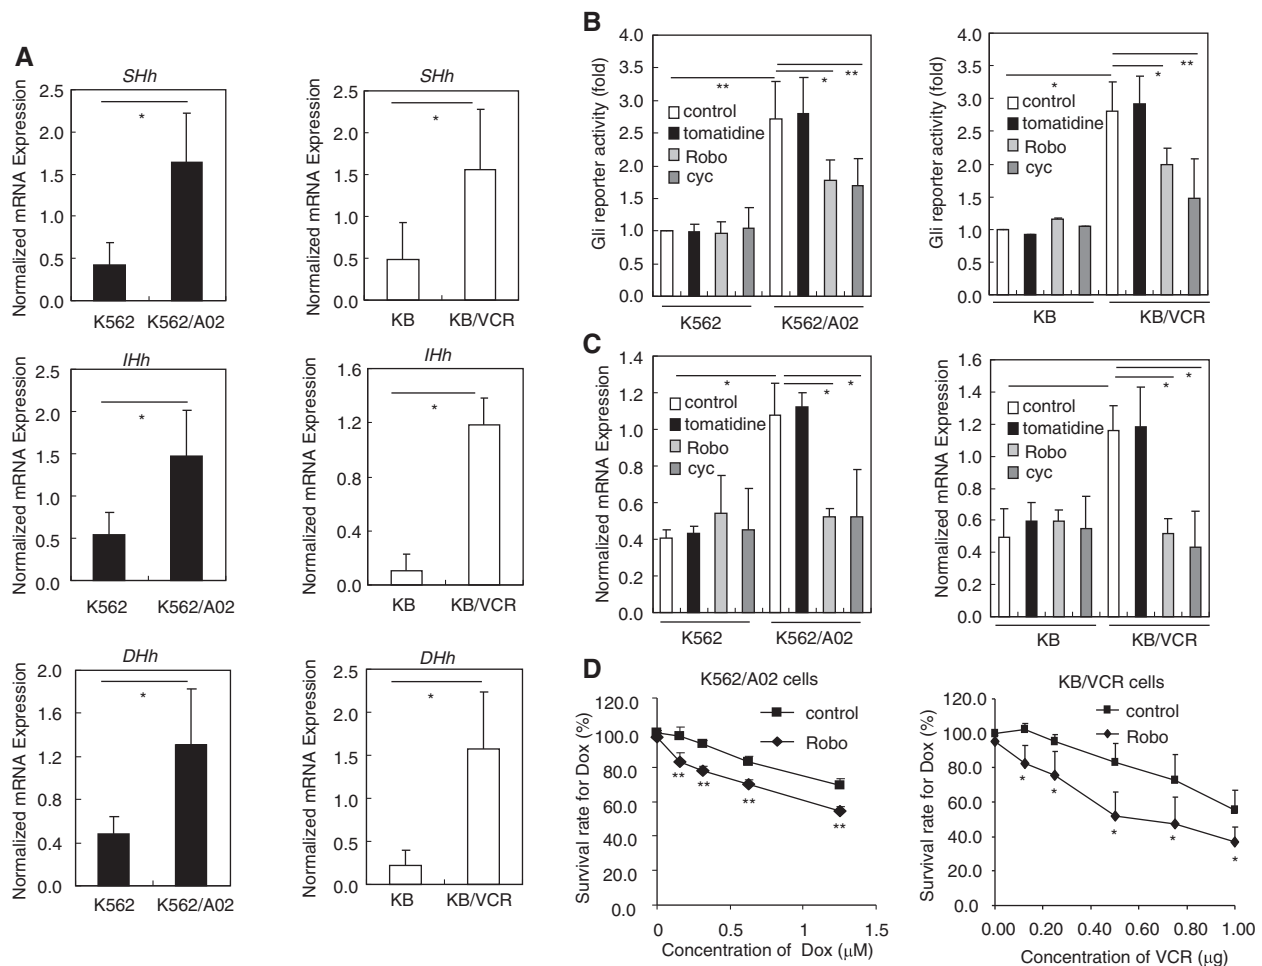 A
SHh
Normalized mRNA Expression
2.5
2.0
1.5
1.0
0.5
0.0
*
K562 K562/A02
SHh
Normalized mRNA Expression
2.5
2.0
1.5
1.0
0.5
0.0
*
KB KB/VCR
IHh
Normalized mRNA Expression
2.5
2.0
1.5
1.0
0.5
0.0
*
K562 K562/A02
IHh
Normalized mRNA Expression
1.6
1.2
0.8
0.4
0.0
*
KB KB/VCR
DHh
Normalized mRNA Expression
2.0
1.6
1.2
0.8
0.4
0.0
*
K562 K562/A02
DHh
Normalized mRNA Expression
2.5
2.0
1.5
1.0
0.5
0.0
*
KB KB/VCR
B
Gli reporter activity (fold)
4.0
3.5
3.0
2.5
2.0
1.5
1.0
0.5
0.0
** * **
control
tomatidine
Robo
cyc
K562 K562/A02
Gli reporter activity (fold)
4.0
3.5
3.0
2.5
2.0
1.5
1.0
0.5
0.0
* * **
control
tomatidine
Robo
cyc
KB KB/VCR
C
Normalized mRNA Expression
1.4
1.2
1.0
0.8
0.6
0.4
0.2
0.0
* * *
control
tomatidine
Robo
cyc
K562 K562/A02
Normalized mRNA Expression
1.6
1.4
1.2
1.0
0.8
0.6
0.4
0.2
0.0
* *
control
tomatidine
Robo
cyc
KB KB/VCR
D
K562/A02 cells
Survival rate for Dox (%)
120.0
100.0
80.0
60.0
40.0
20.0
0.0
control
Robo
** ** ** **
0 0.5 1 1.5
Concentration of Dox (μM)
KB/VCR cells
Survival rate for Dox (%)
120.0
100.0
80.0
60.0
40.0
20.0
0.0
control
Robo
* * * * *
0.00 0.20 0.40 0.60 0.80 1.00
Concentration of VCR (μg)